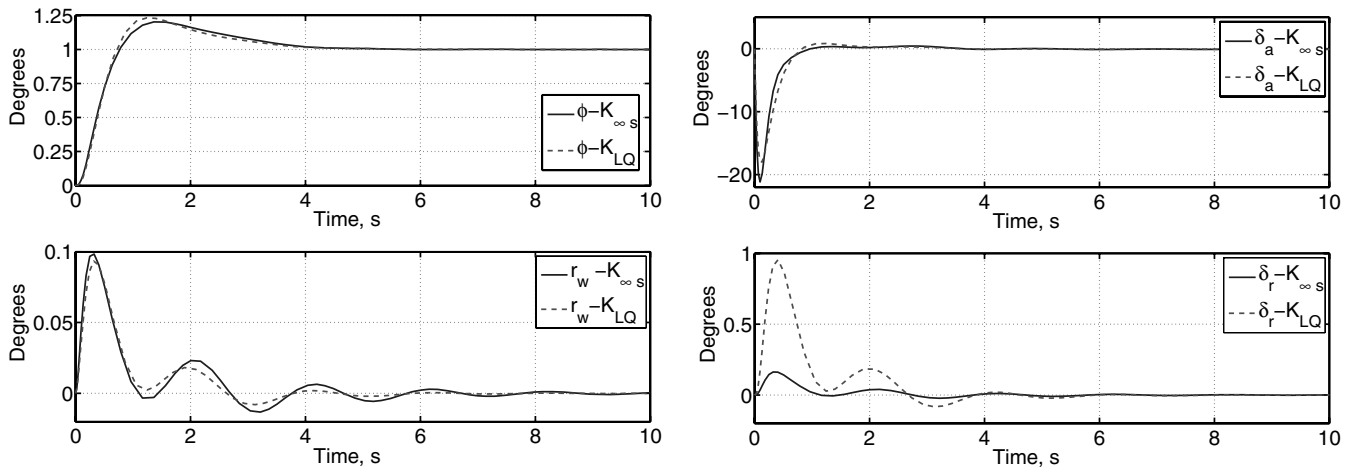 1.25
1
0.75
0.5
0.25
0
Degrees
0 2 4 6 8 10
Time, s
ϕ−K∞ s
ϕ−KLQ
0
−10
−20
Degrees
0 2 4 6 8 10
Time, s
δa−K∞ s
δa−KLQ
0.1
0.05
0
Degrees
0 2 4 6 8 10
Time, s
rw−K∞ s
rw−KLQ
1
0.5
0
Degrees
0 2 4 6 8 10
Time, s
δr−K∞ s
δr−KLQ